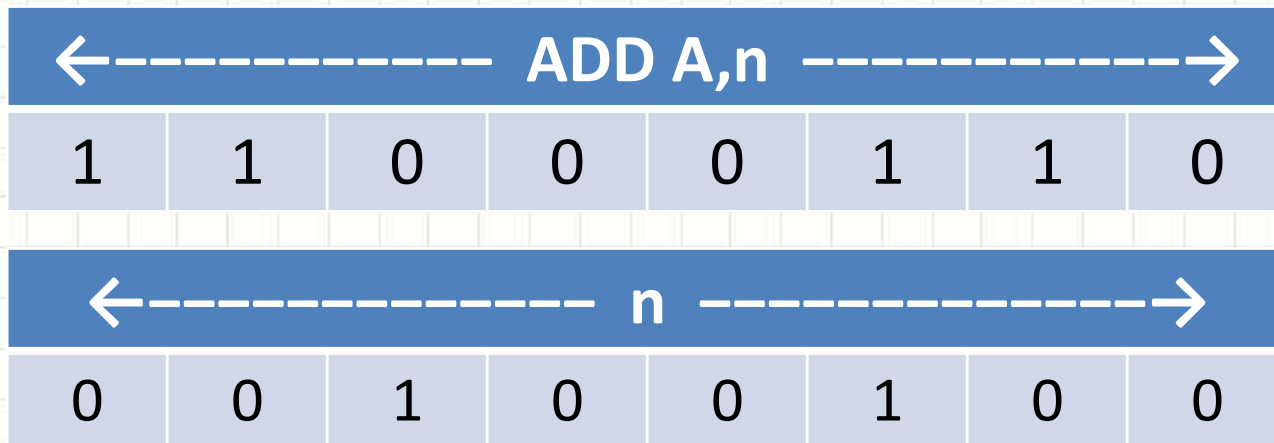 ←----------- ADD A,n -----------→
1 1 0 0 0 1 1 0
←------------- n -------------→
0 0 1 0 0 1 0 0